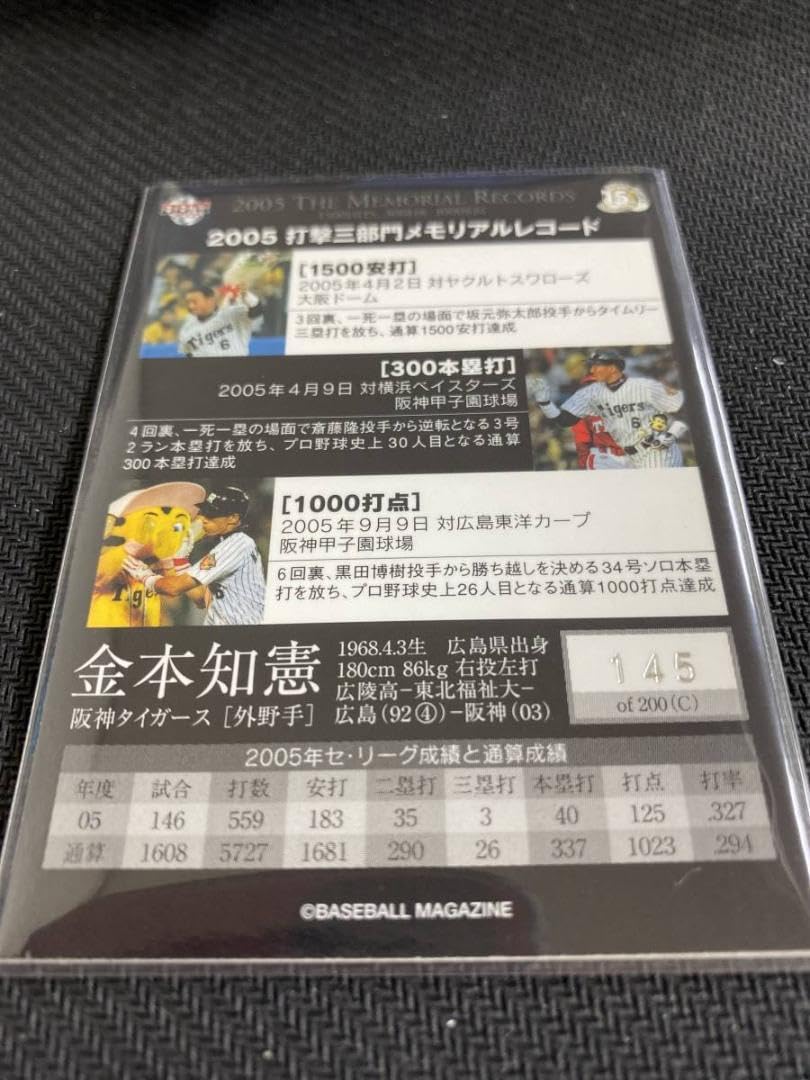 BBM
2005 THE MEMORIAL RECORDS
15
2005 打撃三部門メモリアルレコード
[1500安打]
2005年4月2日 対ヤクルトスワローズ
大阪ドーム
3回裏、一死一塁の場面で坂元弥太郎投手からタイムリー
三塁打を放ち、通算1500安打達成
Tigers
6
[300本塁打]
2005年4月9日 対横浜ベイスターズ
阪神甲子園球場
4回裏、一死一塁の場面で斎藤隆投手から逆転となる3号
2ラン本塁打を放ち、プロ野球史上30人目となる通算
300本塁打達成
Tigers
6
[1000打点]
2005年9月9日 対広島東洋カープ
阪神甲子園球場
6回裏、黒田博樹投手から勝ち越しを決める34号ソロ本塁
打を放ち、プロ野球史上26人目となる通算1000打点達成
Tige
6
金本知憲
阪神タイガース [外野手]
1968.4.3生 広島県出身
180cm 86kg 右投左打
広陵高−東北福祉大−
広島(92④)−阪神(03)
145
of 200(C)
2005年セ・リーグ成績と通算成績
年度 試合 打数 安打 二塁打 三塁打 本塁打 打点 打率
05 146 559 183 35 3 40 125 .327
通算 1608 5727 1681 290 26 337 1023 .294
©BASEBALL MAGAZINE